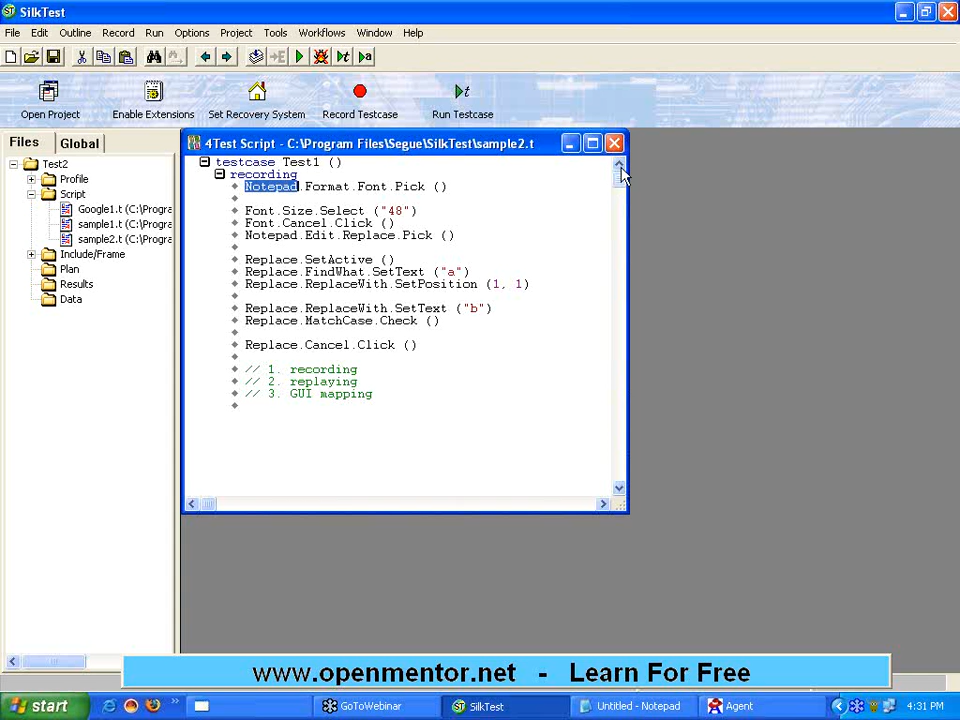 SilkTest
File Edit Outline Record Run Options Project Tools Workflows Window Help
Open Project Enable Extensions Set Recovery System Record Testcase Run Testcase
Files Global
Test2
Profile
Script
Google1.t (C:\Progra
sample1.t (C:\Progra
sample2.t (C:\Progra
Include/Frame
Plan
Results
Data
4Test Script - C:\Program Files\Segue\SilkTest\sample2.t
testcase Test1 ()
recording
Notepad.Format.Font.Pick ()
Font.Size.Select ("48")
Font.Cancel.Click ()
Notepad.Edit.Replace.Pick ()
Replace.SetActive ()
Replace.FindWhat.SetText ("a")
Replace.ReplaceWith.SetPosition (1, 1)
Replace.ReplaceWith.SetText ("b")
Replace.MatchCase.Check ()
Replace.Cancel.Click ()
// 1. recording
// 2. replaying
// 3. GUI mapping
www.openmentor.net - Learn For Free
start GoToWebinar SilkTest Untitled - Notepad Agent 4:31 PM